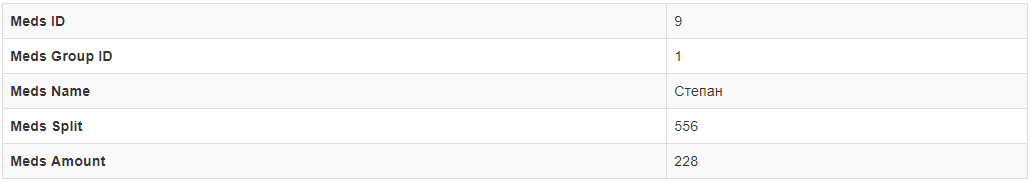 Meds ID 9
Meds Group ID 1
Meds Name Степан
Meds Split 556
Meds Amount 228